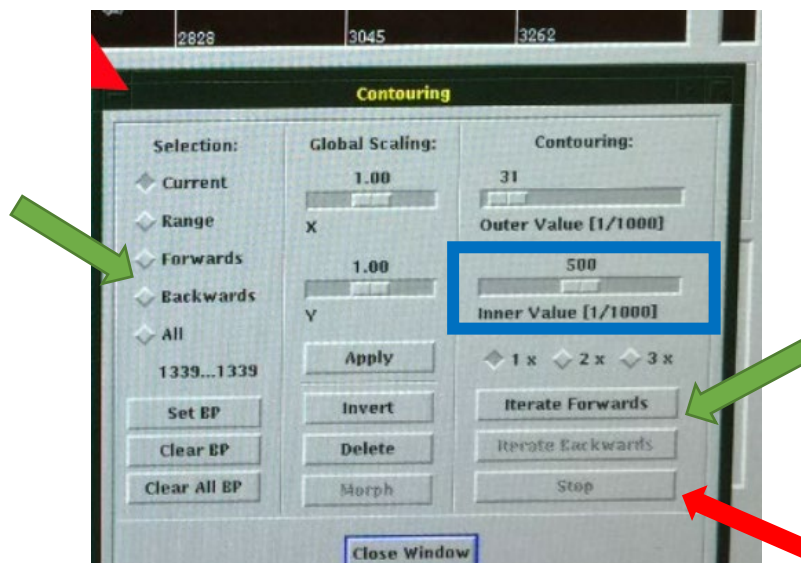 2828 3045 3262
Contouring
Selection:
Current
Range
Forwards
Backwards
All
1339...1339
Set BP
Clear BP
Clear All BP
Global Scaling:
1.00
X
1.00
Y
Apply
Invert
Delete
Morph
Contouring:
31
Outer Value [1/1000]
500
Inner Value [1/1000]
1 x 2 x 3 x
Iterate Forwards
Iterate Backwards
Stop
Close Window